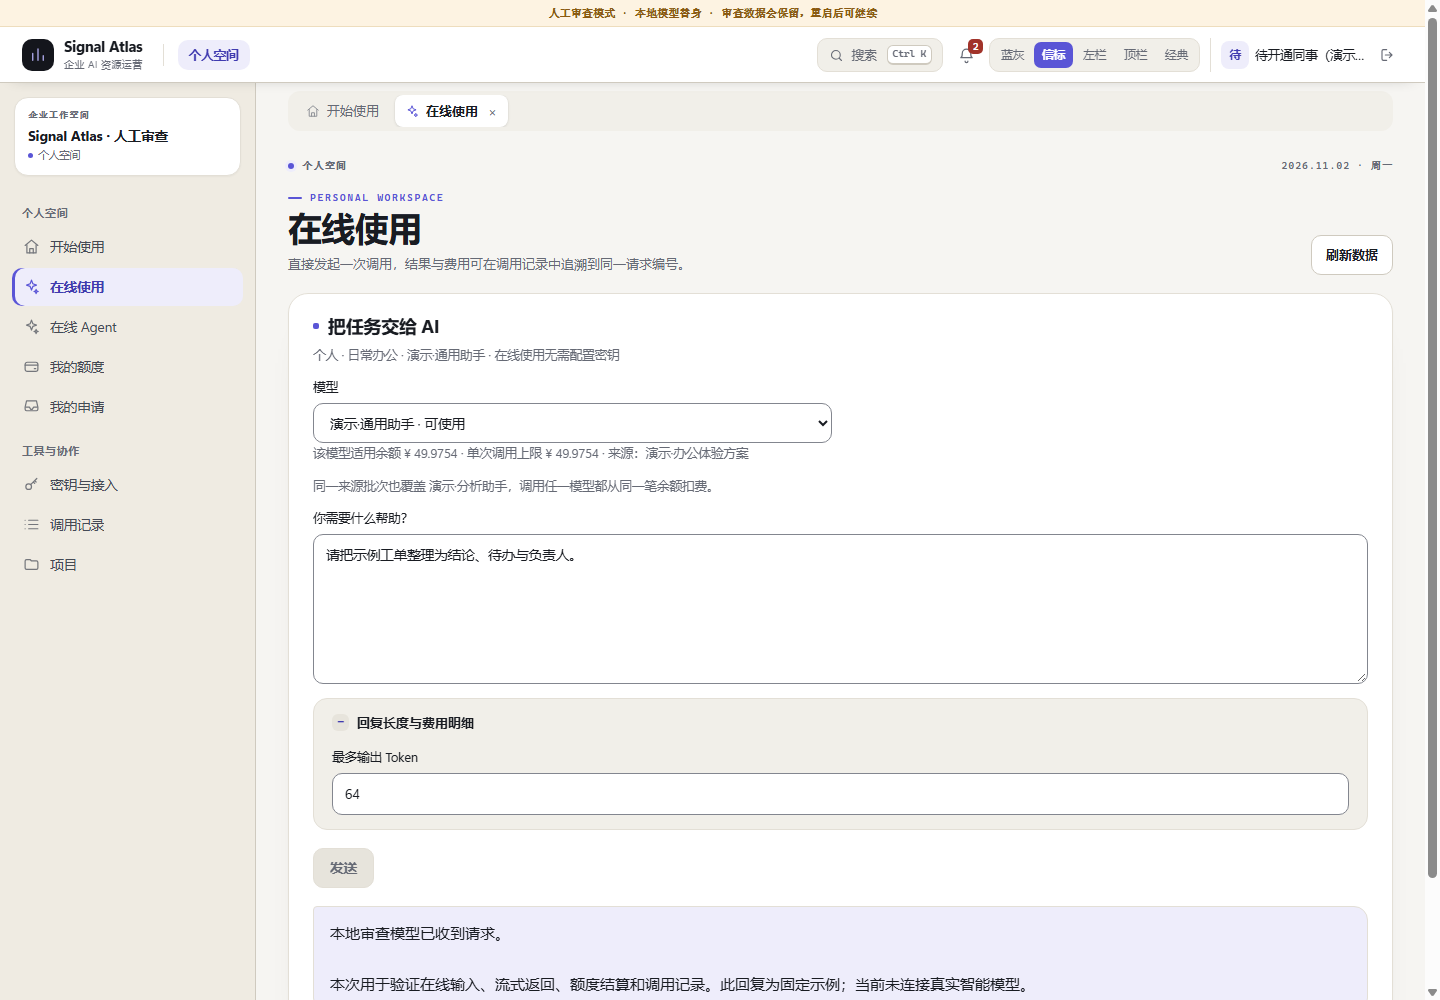 人工审查模式 · 本地模型替身 · 审查数据会保留，重启后可继续
Signal Atlas
企业 AI 资源运营
个人空间
搜索 Ctrl K
2
蓝灰 信标 左栏 顶栏 经典
待 待开通同事（演示...
企业工作空间
Signal Atlas · 人工审查
个人空间
个人空间
开始使用
在线使用
在线 Agent
我的额度
我的申请
工具与协作
密钥与接入
调用记录
项目
开始使用 在线使用 ×
个人空间
2026.11.02 · 周一
PERSONAL WORKSPACE
在线使用
直接发起一次调用，结果与费用可在调用记录中追溯到同一请求编号。
刷新数据
把任务交给 AI
个人 · 日常办公 · 演示·通用助手 · 在线使用无需配置密钥
模型
演示·通用助手 · 可使用
该模型适用余额 ¥ 49.9754 · 单次调用上限 ¥ 49.9754 · 来源：演示·办公体验方案
同一来源批次也覆盖 演示·分析助手，调用任一模型都从同一笔余额扣费。
你需要什么帮助？
请把示例工单整理为结论、待办与负责人。
− 回复长度与费用明细
最多输出 Token
64
发送
本地审查模型已收到请求。
本次用于验证在线输入、流式返回、额度结算和调用记录。此回复为固定示例；当前未连接真实智能模型。